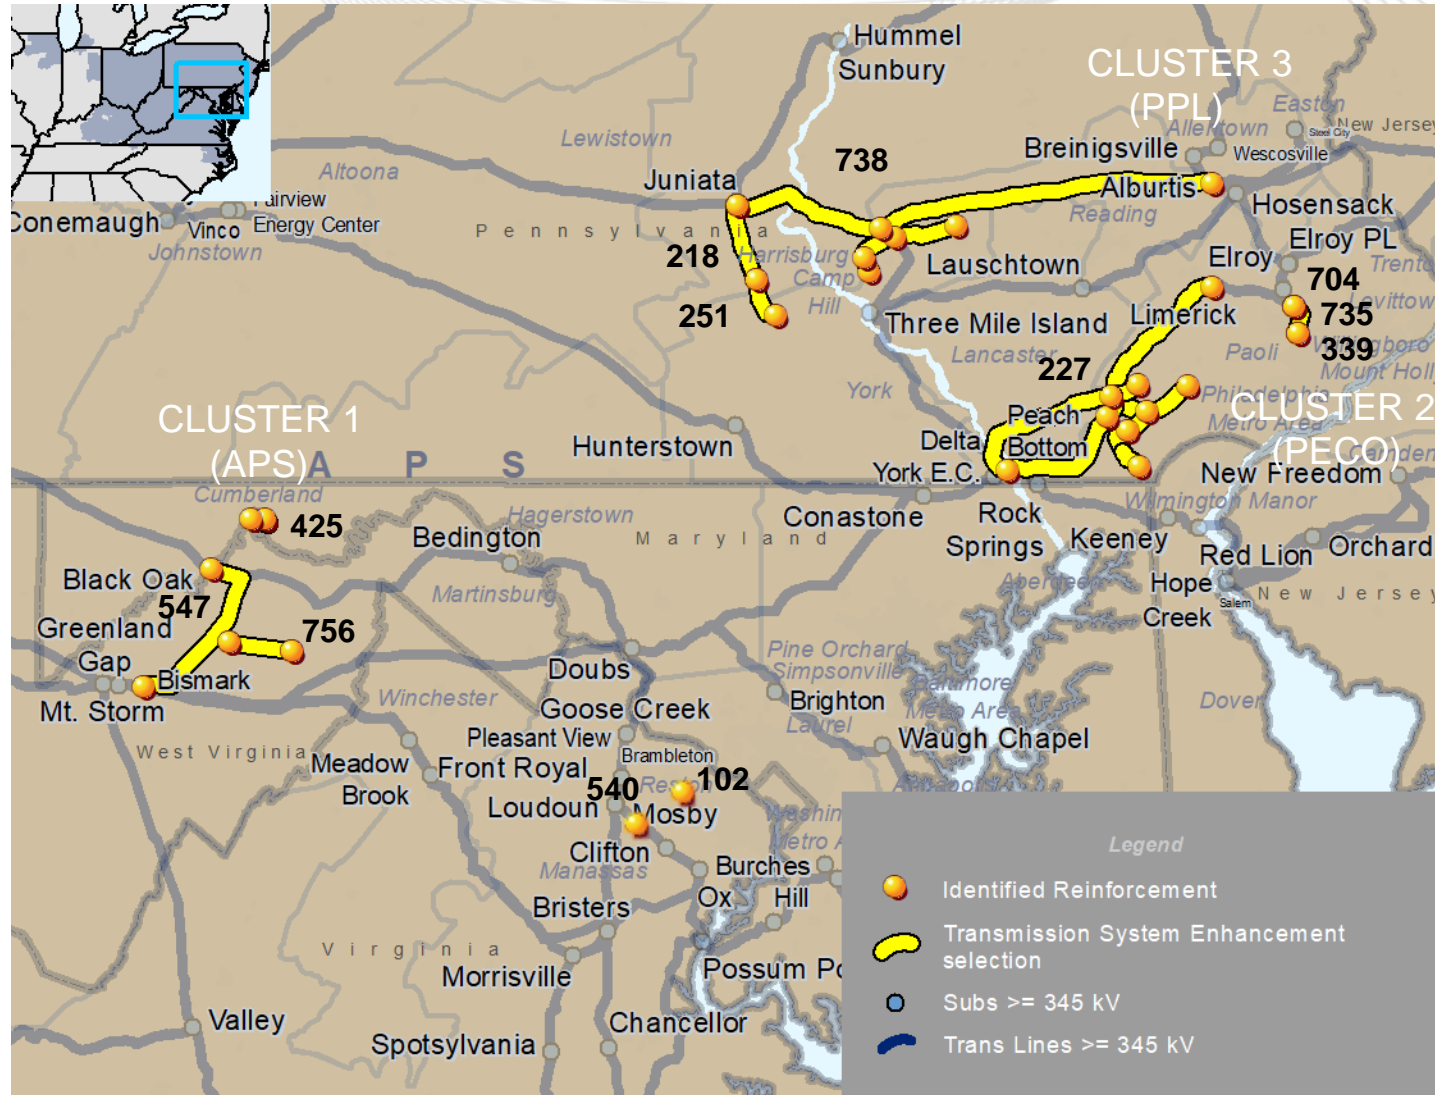 Hummel
Sunbury
CLUSTER 3
(PPL)
Easton
Steel City
New Jersey
Allentown
Lewistown
738
Breinigsville
Wescosville
Altoona
Juniata
Alburtis
Fairview
Energy Center
Conemaugh
Vinco
Johnstown
Pennsylvania
Reading
Hosensack
Elroy PL
218
Harrisburg
Camp
Hill
Lauschtown
Elroy
704
251
Three Mile Island
Limerick
735
339
Lancaster
Paoli
227
York
Philadelphia
Metro Area
CLUSTER 1
(APS)
APS
CLUSTER 2
(PECO)
Hunterstown
Delta
York E.C.
Peach
Bottom
New Freedom
Cumberland
Wilmington Manor
425
Hagerstown
Bedington
Maryland
Conastone
Rock
Springs
Keeney
Red Lion
Orchard
Black Oak
Martinsburg
Aberdeen
Hope
Creek
Salem
New Jersey
547
Greenland
Gap
756
Bismark
Mt. Storm
Doubs
Pine Orchard
Simpsonville
Brighton
Laurel
Baltimore
Metro Area
Dover
Winchester
Goose Creek
Pleasant View
Brambleton
Waugh Chapel
West Virginia
Meadow
Brook
Front Royal
540
102
Loudoun
Mosby
Clifton
Manassas
Burches
Hill
Ox
Bristers
Virginia
Morrisville
Chancellor
Valley
Spotsylvania
Legend
Identified Reinforcement
Transmission System Enhancement
selection
Subs >= 345 kV
Trans Lines >= 345 kV